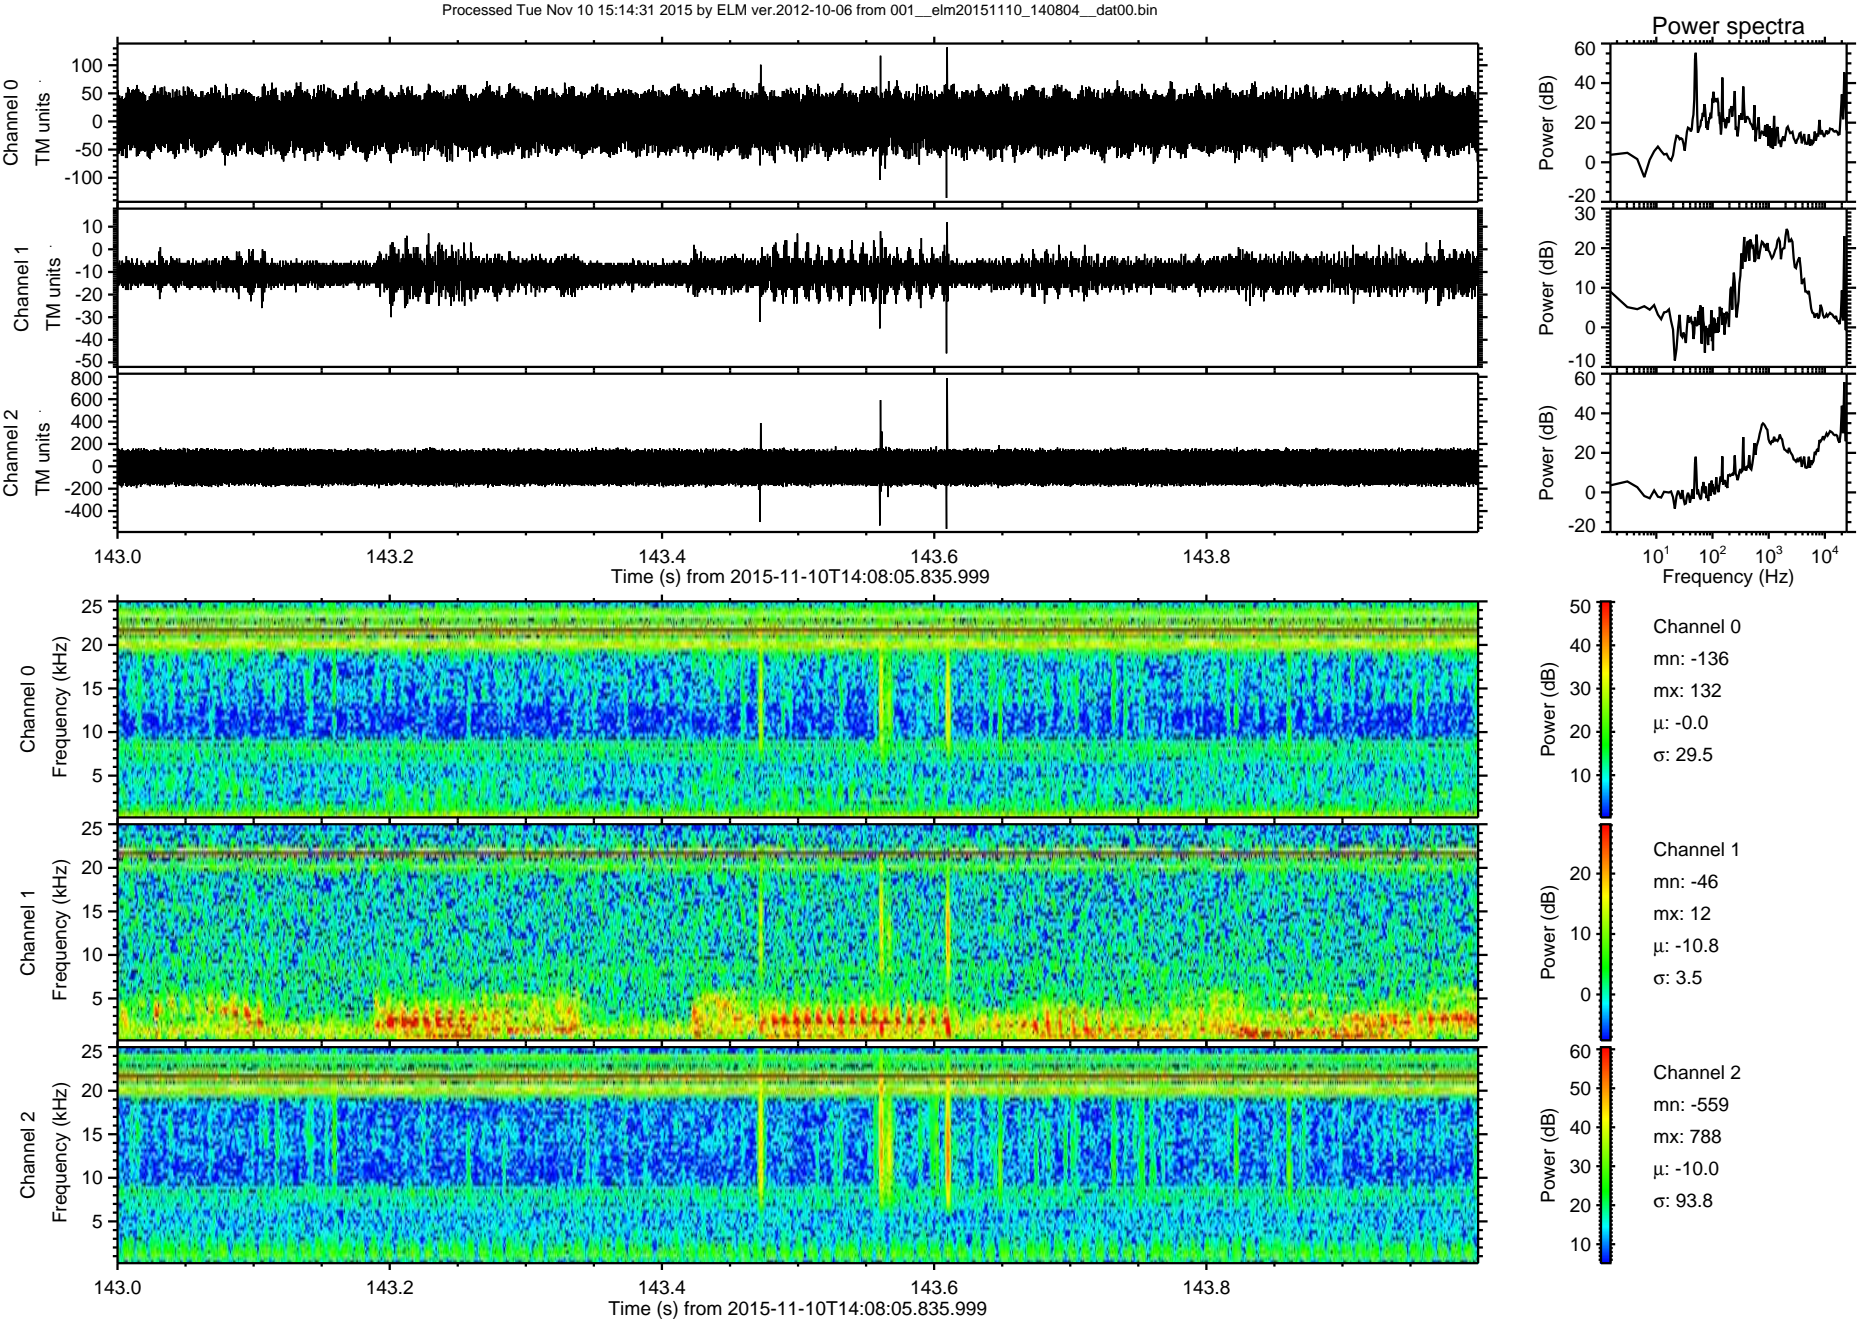 Processed Tue Nov 10 15:14:31 2015 by ELM ver.2012-10-06 from 001__elm20151110_140804__dat00.bin
Power spectra
Channel 0
TM units
100
50
0
-50
-100
Power (dB)
60
40
20
0
-20
Channel 1
TM units
10
0
-10
-20
-30
-40
-50
Power (dB)
30
20
10
0
-10
Channel 2
TM units
800
600
400
200
0
-200
-400
Power (dB)
60
40
20
0
-20
143.0 143.2 143.4 143.6 143.8
Time (s) from 2015-11-10T14:08:05.835.999
10¹ 10² 10³ 10⁴
Frequency (Hz)
Channel 0
Frequency (kHz)
25
20
15
10
5
Power (dB)
50
40
30
20
10
Channel 0
mn: -136
mx: 132
μ: -0.0
σ: 29.5
Channel 1
Frequency (kHz)
25
20
15
10
5
Power (dB)
20
10
0
Channel 1
mn: -46
mx: 12
μ: -10.8
σ: 3.5
Channel 2
Frequency (kHz)
25
20
15
10
5
Power (dB)
60
50
40
30
20
10
Channel 2
mn: -559
mx: 788
μ: -10.0
σ: 93.8
143.0 143.2 143.4 143.6 143.8
Time (s) from 2015-11-10T14:08:05.835.999